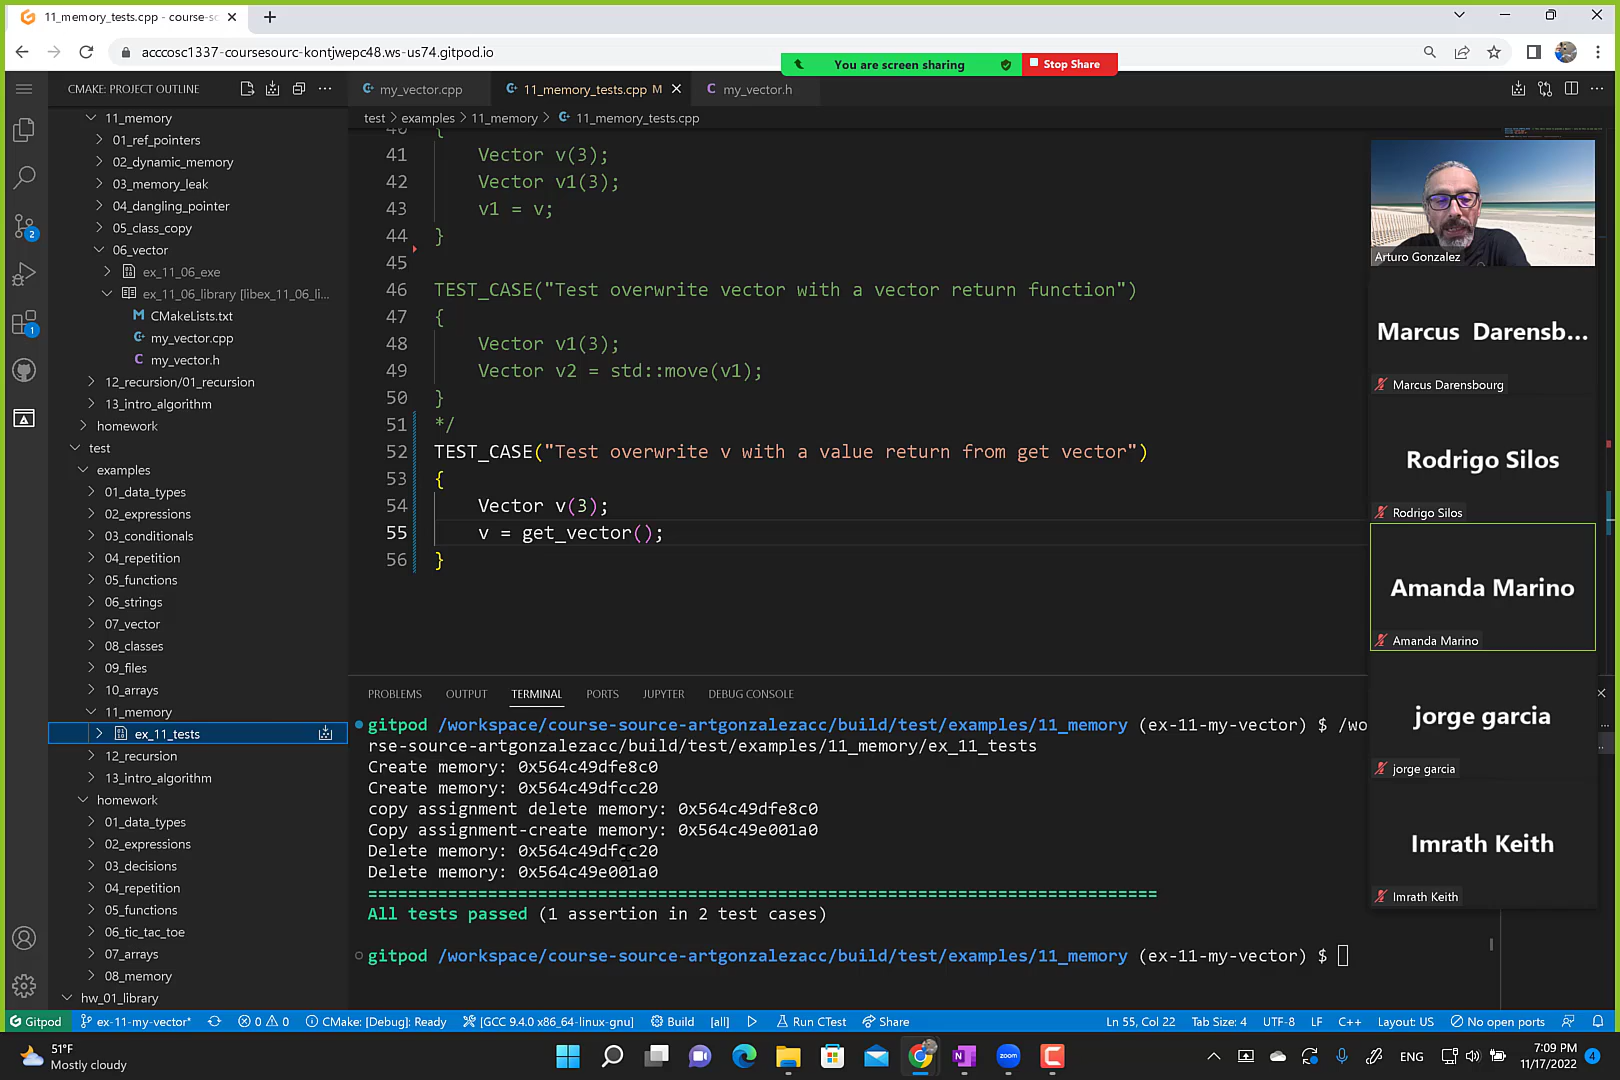 11_memory_tests.cpp - course-sc
acccosc1337-coursesourc-kontjwepc48.ws-us74.gitpod.io
You are screen sharing
Stop Share
CMAKE: PROJECT OUTLINE
my_vector.cpp
11_memory_tests.cpp M
my_vector.h
test > examples > 11_memory > 11_memory_tests.cpp
11_memory
01_ref_pointers
02_dynamic_memory
03_memory_leak
04_dangling_pointer
05_class_copy
06_vector
ex_11_06_exe
ex_11_06_library [libex_11_06_li...
CMakeLists.txt
my_vector.cpp
my_vector.h
12_recursion/01_recursion
13_intro_algorithm
homework
test
examples
01_data_types
02_expressions
03_conditionals
04_repetition
05_functions
06_strings
07_vector
08_classes
09_files
10_arrays
11_memory
ex_11_tests
12_recursion
13_intro_algorithm
homework
01_data_types
02_expressions
03_decisions
04_repetition
05_functions
06_tic_tac_toe
07_arrays
08_memory
hw_01_library
2
1
40 {
41 Vector v(3);
42 Vector v1(3);
43 v1 = v;
44 }
45
46 TEST_CASE("Test overwrite vector with a vector return function")
47 {
48 Vector v1(3);
49 Vector v2 = std::move(v1);
50 }
51 */
52 TEST_CASE("Test overwrite v with a value return from get vector")
53 {
54 Vector v(3);
55 v = get_vector();
56 }
PROBLEMS OUTPUT TERMINAL PORTS JUPYTER DEBUG CONSOLE
gitpod /workspace/course-source-artgonzalezacc/build/test/examples/11_memory (ex-11-my-vector) $ /wo
rse-source-artgonzalezacc/build/test/examples/11_memory/ex_11_tests
Create memory: 0x564c49dfe8c0
Create memory: 0x564c49dfcc20
copy assignment delete memory: 0x564c49dfe8c0
Copy assignment-create memory: 0x564c49e001a0
Delete memory: 0x564c49dfcc20
Delete memory: 0x564c49e001a0
===========================================================================
All tests passed (1 assertion in 2 test cases)
gitpod /workspace/course-source-artgonzalezacc/build/test/examples/11_memory (ex-11-my-vector) $
Arturo Gonzalez
Marcus Darensb...
Marcus Darensbourg
Rodrigo Silos
Rodrigo Silos
Amanda Marino
Amanda Marino
jorge garcia
jorge garcia
Imrath Keith
Imrath Keith
Gitpod ex-11-my-vector* 0 0 CMake: [Debug]: Ready [GCC 9.4.0 x86_64-linux-gnu] Build [all] Run CTest Share Ln 55, Col 22 Tab Size: 4 UTF-8 LF C++ Layout: US No open ports
51°F
Mostly cloudy
zoom
ENG
7:09 PM
11/17/2022
4